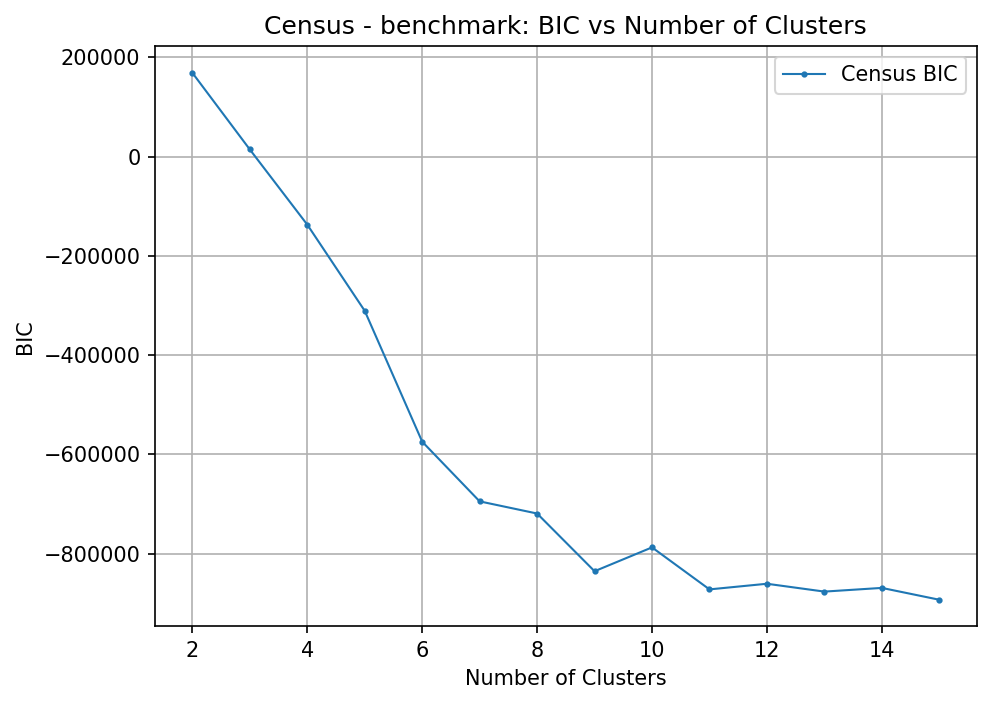 Census - benchmark: BIC vs Number of Clusters
Census BIC
200000
0
−200000
−400000
−600000
−800000
BIC
2 4 6 8 10 12 14
Number of Clusters